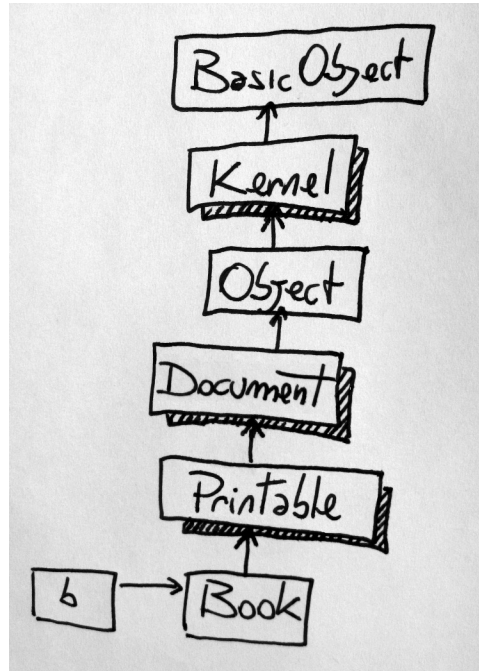 BasicObject
Kernel
Object
Document
Printable
b
Book